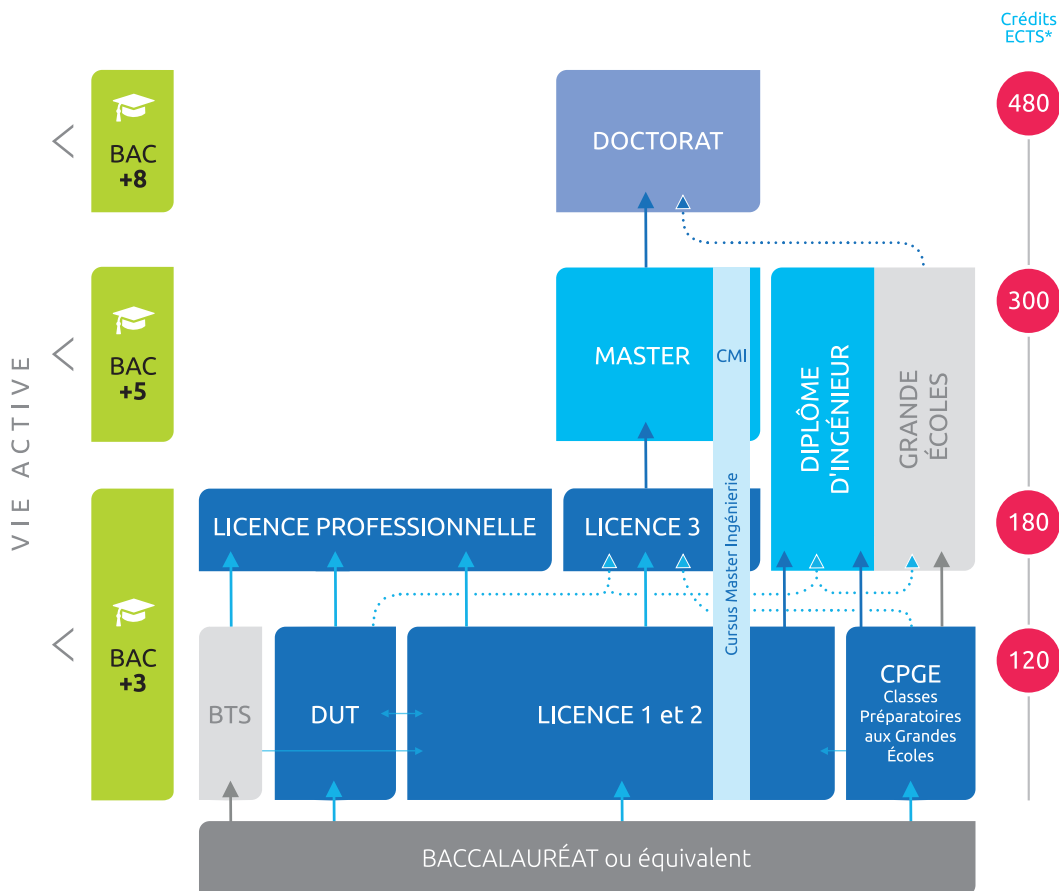 Crédits
ECTS*
BAC
+8
DOCTORAT
480
VIE ACTIVE
BAC
+5
MASTER
CMI
DIPLÔME
D'INGÉNIEUR
GRANDE
ÉCOLES
300
LICENCE PROFESSIONNELLE
LICENCE 3
Cursus Master Ingénierie
180
BAC
+3
BTS
DUT
LICENCE 1 et 2
CPGE
Classes
Préparatoires
aux Grandes
Écoles
120
BACCALAURÉAT ou équivalent